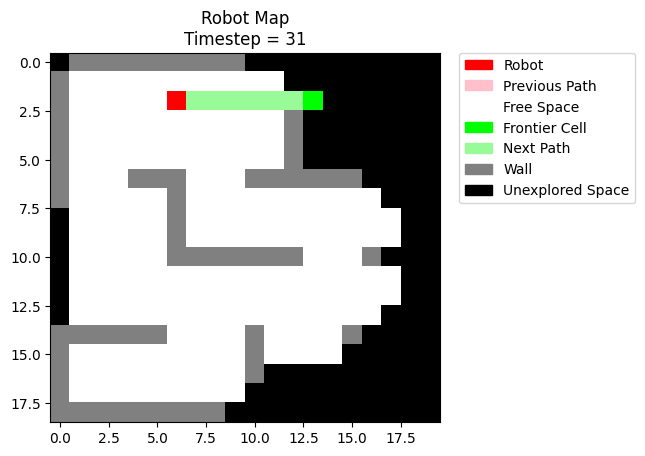 Robot Map
Timestep = 31
0.0
2.5
5.0
7.5
10.0
12.5
15.0
17.5
0.0
2.5
5.0
7.5
10.0
12.5
15.0
17.5
Robot
Previous Path
Free Space
Frontier Cell
Next Path
Wall
Unexplored Space